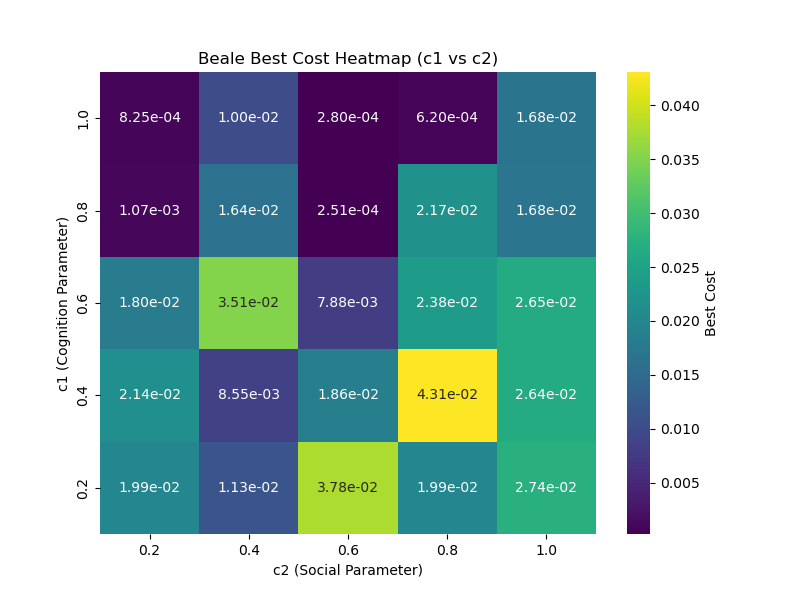 Beale Best Cost Heatmap (c1 vs c2)
c1 (Cognition Parameter)
1.0 8.25e-04 1.00e-02 2.80e-04 6.20e-04 1.68e-02
0.8 1.07e-03 1.64e-02 2.51e-04 2.17e-02 1.68e-02
0.6 1.80e-02 3.51e-02 7.88e-03 2.38e-02 2.65e-02
0.4 2.14e-02 8.55e-03 1.86e-02 4.31e-02 2.64e-02
0.2 1.99e-02 1.13e-02 3.78e-02 1.99e-02 2.74e-02
0.2 0.4 0.6 0.8 1.0
c2 (Social Parameter)
0.040
0.035
0.030
0.025
0.020
0.015
0.010
0.005
Best Cost